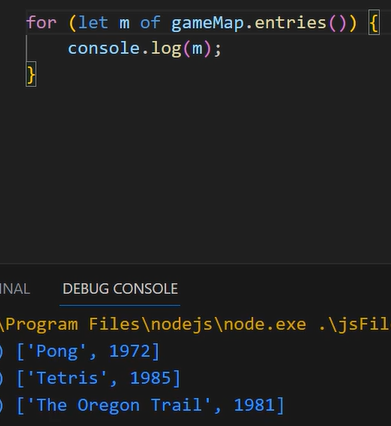 for (let m of gameMap.entries()) {
    console.log(m);
}
INAL DEBUG CONSOLE
\Program Files\nodejs\node.exe .\jsFil
) ['Pong', 1972]
) ['Tetris', 1985]
) ['The Oregon Trail', 1981]